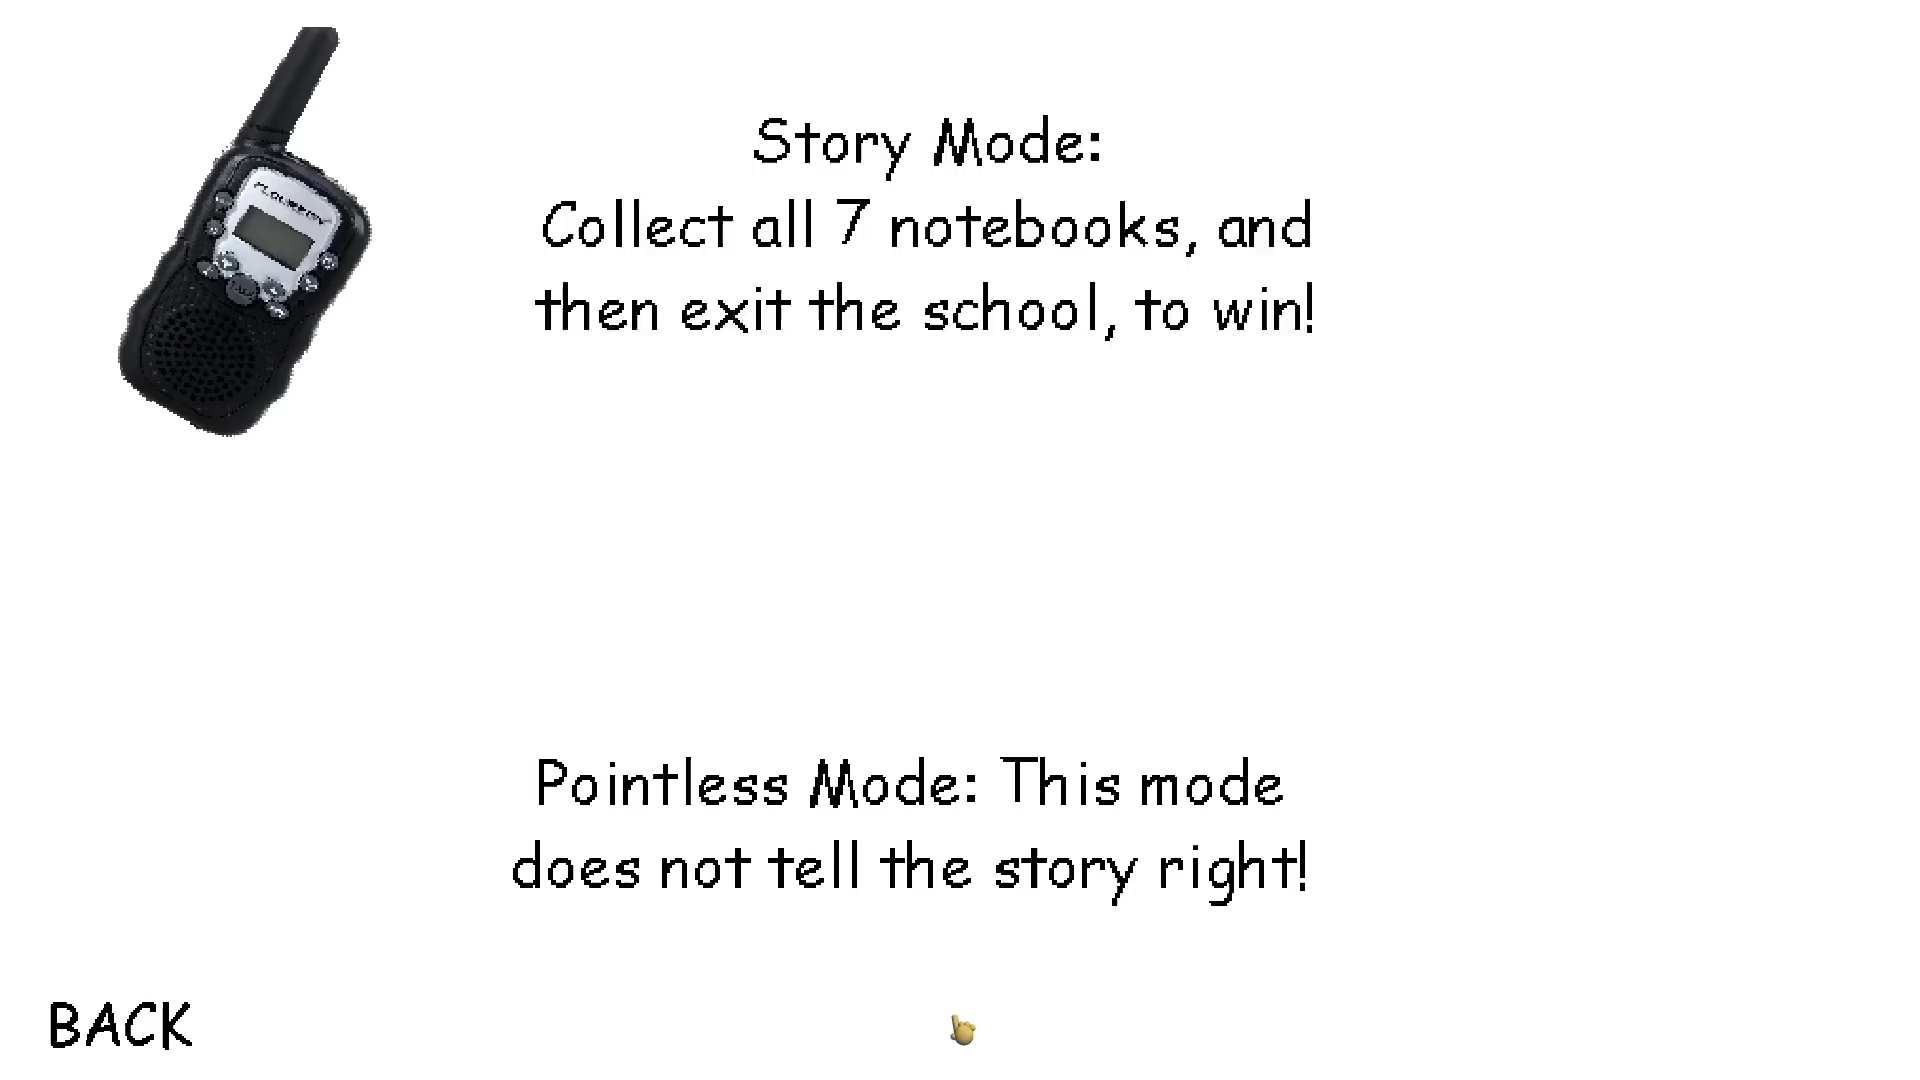 Story Mode:
Collect all 7 notebooks, and
then exit the school, to win!
Pointless Mode: This mode
does not tell the story right!
BACK